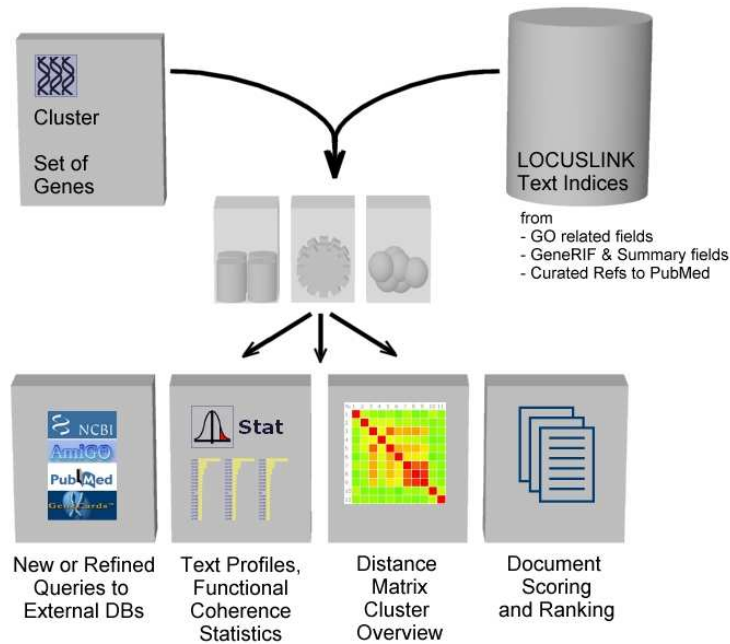 Cluster
Set of
Genes
LOCUSLINK
Text Indices
from
- GO related fields
- GeneRIF & Summary fields
- Curated Refs to PubMed
NCBI
AmiGO
PubMed
GeneCards™
Stat
New or Refined
Queries to
External DBs
Text Profiles,
Functional
Coherence
Statistics
Distance
Matrix
Cluster
Overview
Document
Scoring
and Ranking